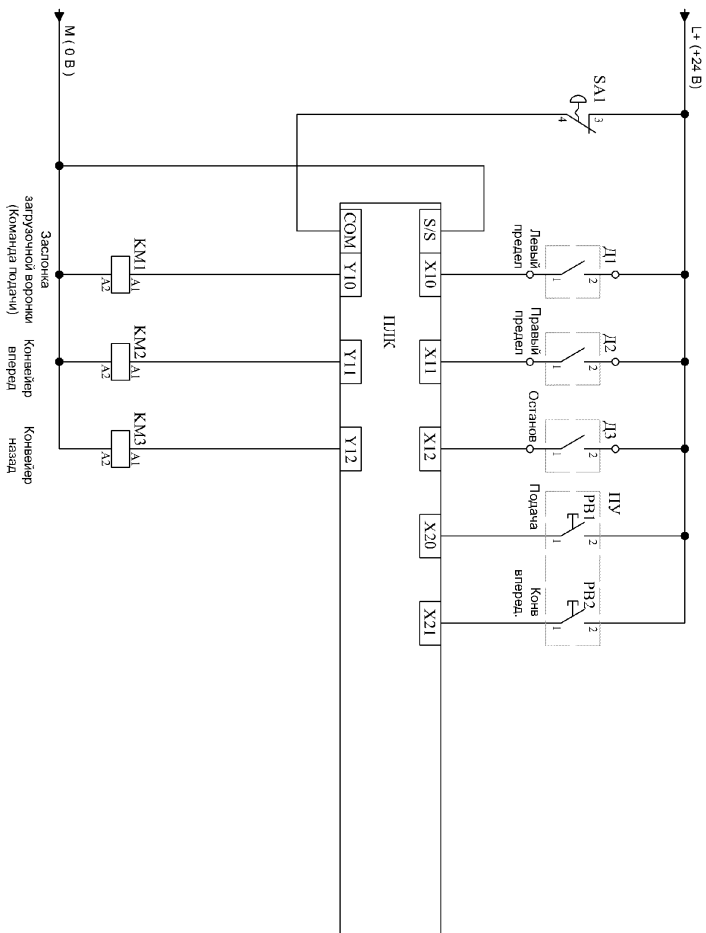 L+ (+24 В)
SA1
3
4
Д1
2
1
Левый
предел
Д2
2
1
Правый
предел
Д3
2
1
Останов
ПУ
РВ1
2
1
Подача
РВ2
2
1
Конв
вперед.
S/S
X10
X11
X12
X20
X21
ПЛК
COM
Y10
Y11
Y12
KM1
A1
A2
KM2
A1
A2
KM3
A1
A2
M ( 0 В )
Заслонка
загрузочной воронки
(Команда подачи)
Конвейер
вперед
Конвейер
назад